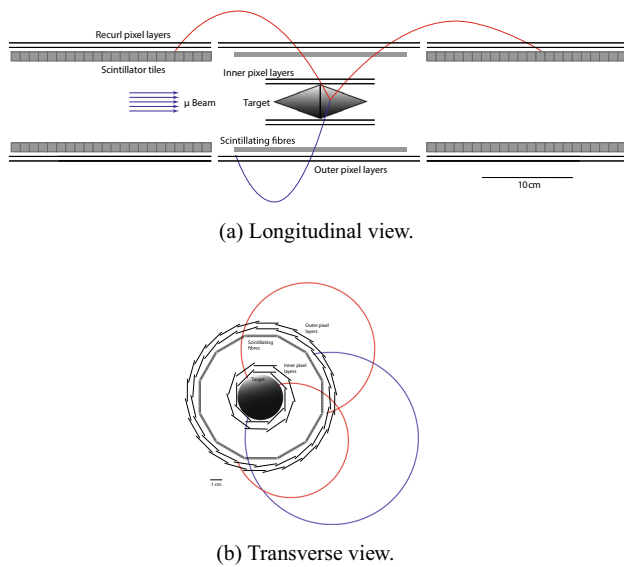 Recurl pixel layers
Scintillator tiles
Inner pixel layers
μ Beam
Target
Scintillating fibres
Outer pixel layers
10 cm
(a) Longitudinal view.
Outer pixel
layers
Scintillating
fibres
Inner pixel
layers
Target
1 cm
(b) Transverse view.